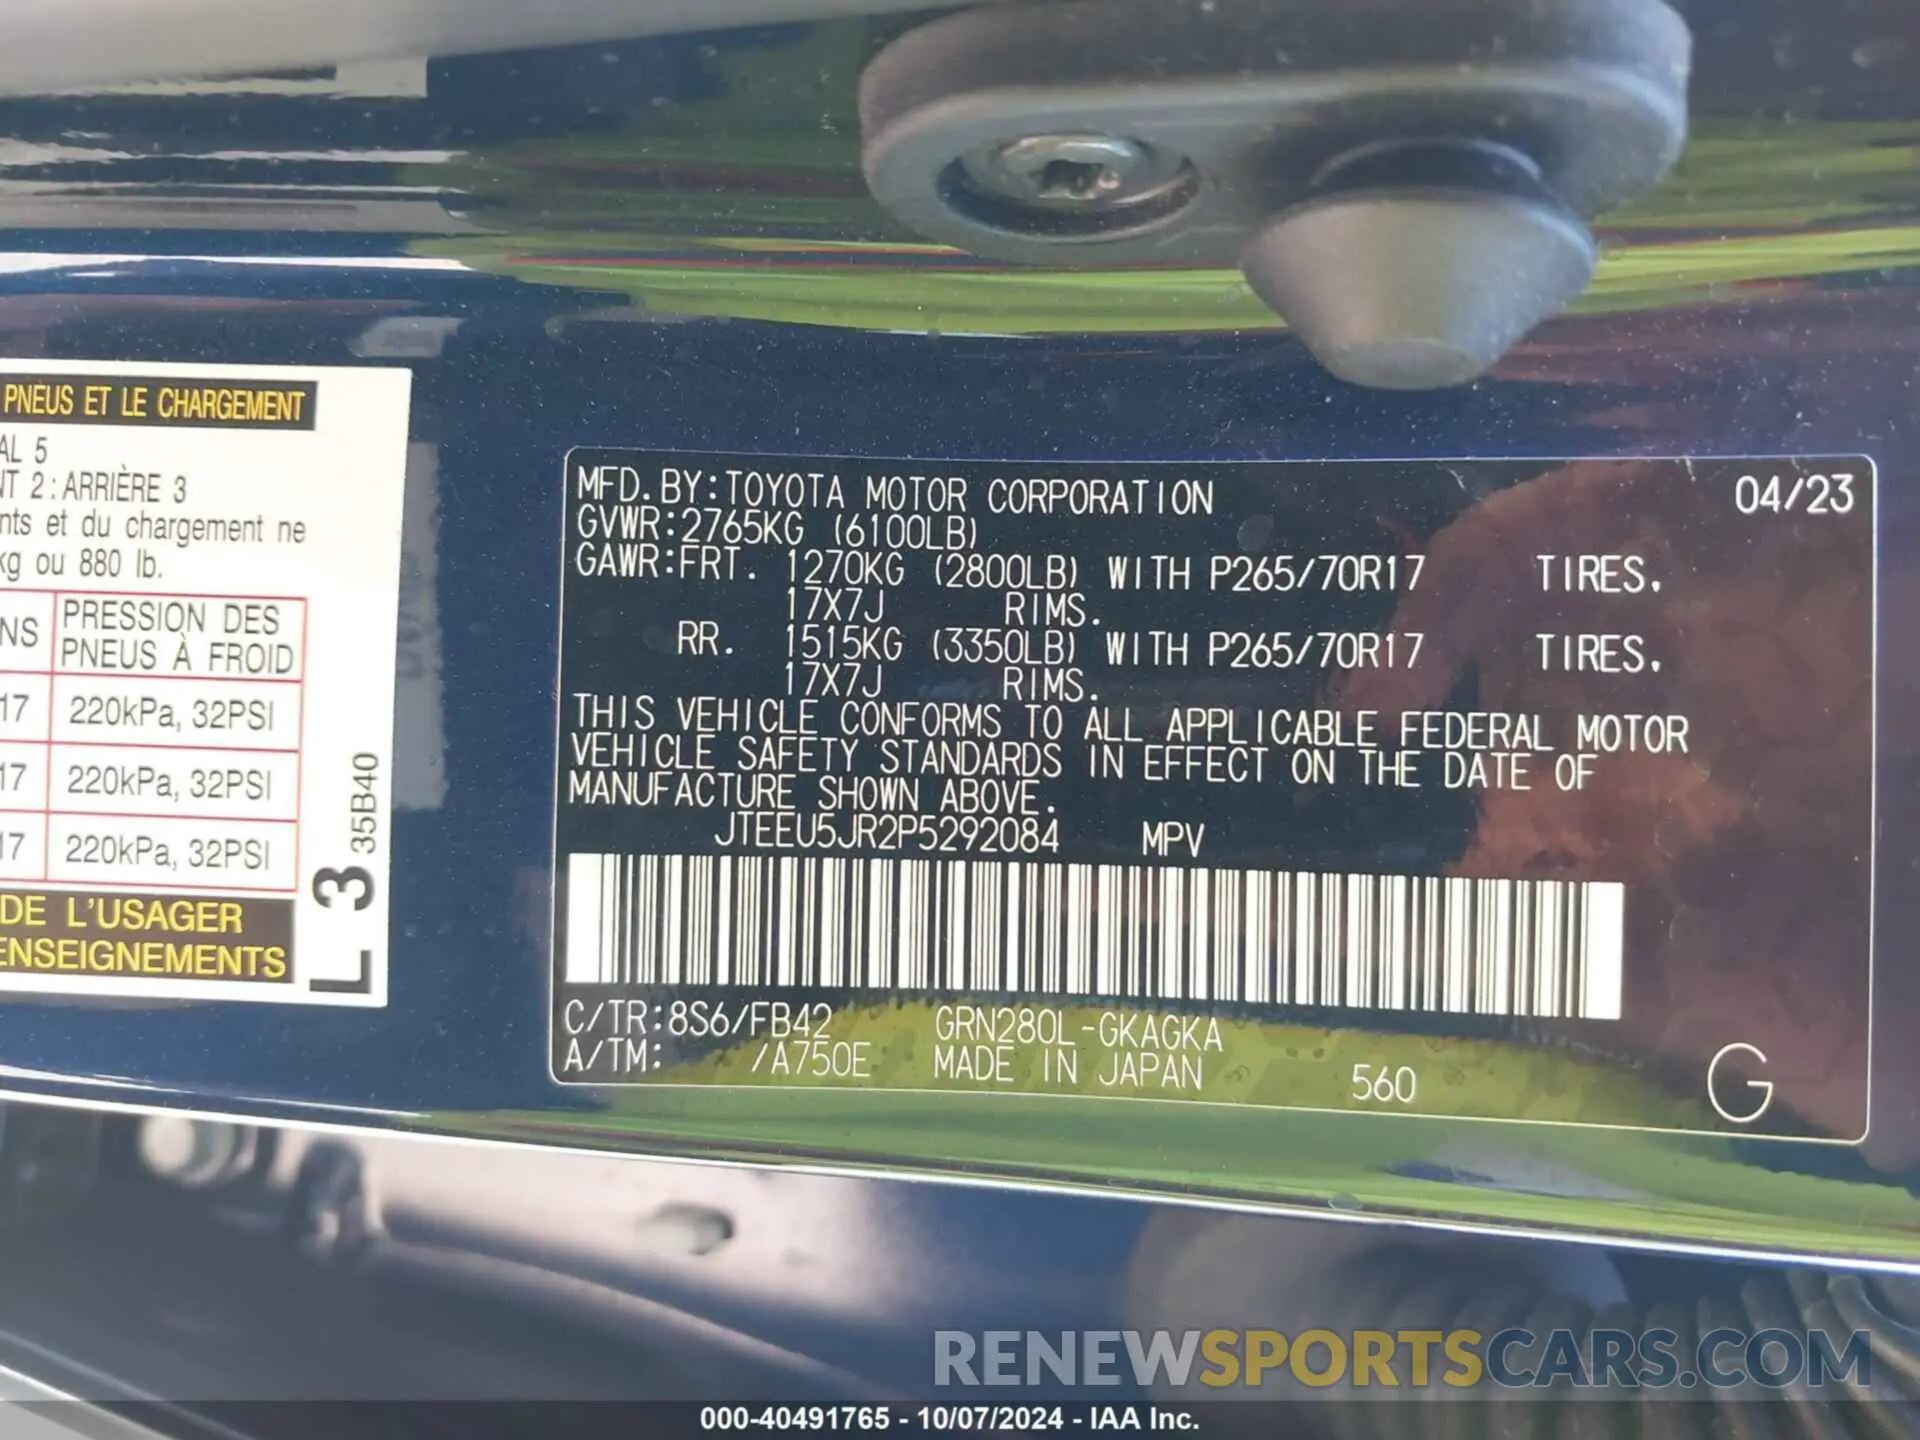 PNEUS ET LE CHARGEMENT
AL 5
NT 2 : ARRIÈRE 3
nts et du chargement ne
kg ou 880 lb.
NS PRESSION DES
PNEUS À FROID
17 220kPa, 32PSI
17 220kPa, 32PSI
17 220kPa, 32PSI
DE L'USAGER
ENSEIGNEMENTS
L 3 35B40
MFD. BY: TOYOTA MOTOR CORPORATION 04/23
GVWR: 2765KG (6100LB)
GAWR: FRT. 1270KG (2800LB) WITH P265/70R17 TIRES.
17X7J RIMS.
RR. 1515KG (3350LB) WITH P265/70R17 TIRES.
17X7J RIMS.
THIS VEHICLE CONFORMS TO ALL APPLICABLE FEDERAL MOTOR
VEHICLE SAFETY STANDARDS IN EFFECT ON THE DATE OF
MANUFACTURE SHOWN ABOVE.
JTEEU5JR2P5292084 MPV
C/TR: 8S6/FB42 GRN280L-GKAGKA
A/TM: /A750E MADE IN JAPAN 560 G
RENEWSPORTSCARS.COM
000-40491765 - 10/07/2024 - IAA Inc.